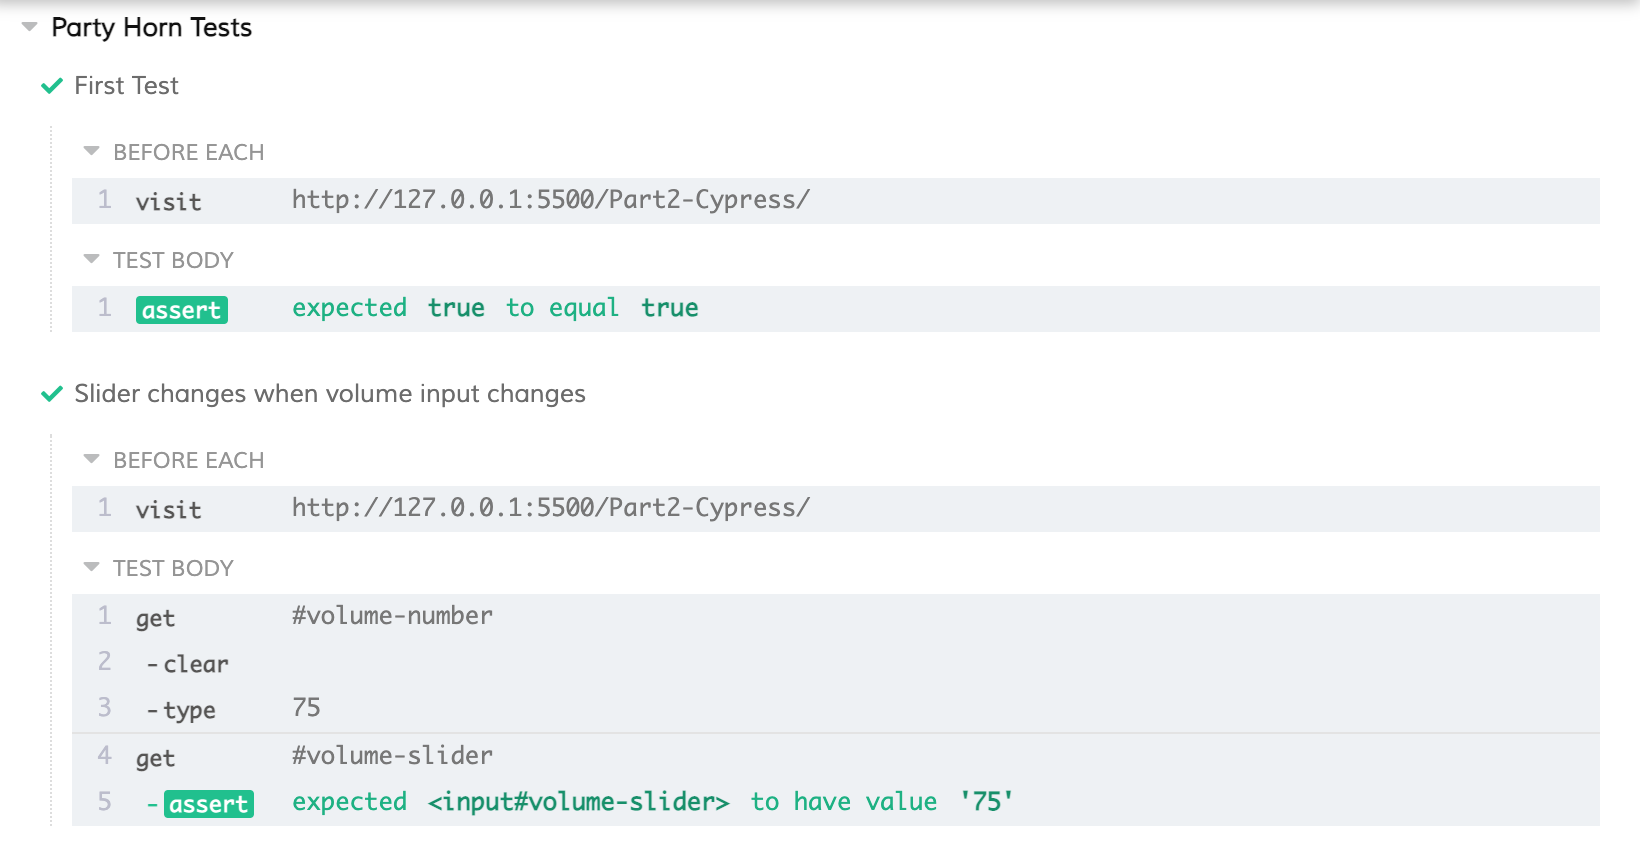 Party Horn Tests
First Test
BEFORE EACH
1 visit http://127.0.0.1:5500/Part2-Cypress/
TEST BODY
1 assert expected true to equal true
Slider changes when volume input changes
BEFORE EACH
1 visit http://127.0.0.1:5500/Part2-Cypress/
TEST BODY
1 get #volume-number
2 -clear
3 -type 75
4 get #volume-slider
5 -assert expected <input#volume-slider> to have value '75'